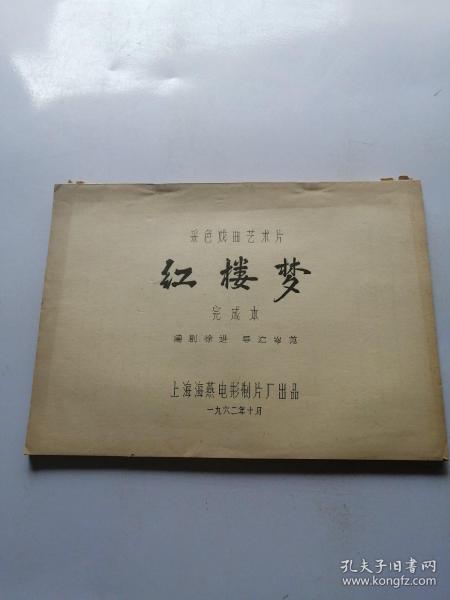 采色戏曲艺术片
红楼梦
完成本
编剧徐进 导演岑范
上海海燕电影制片厂出品
一九六二年十月
孔夫子旧书网
www.kongfz.com